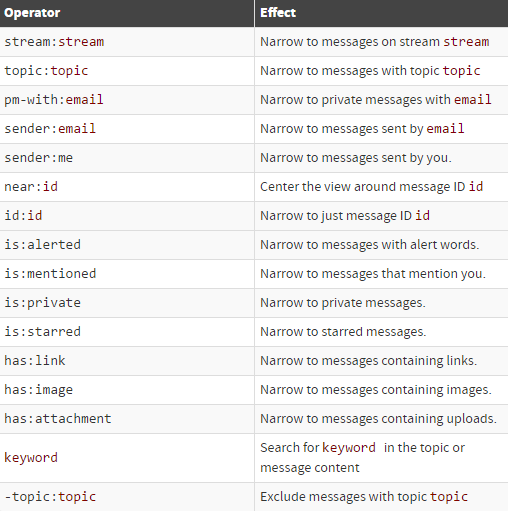 Operator Effect
stream:stream Narrow to messages on stream stream
topic:topic Narrow to messages with topic topic
pm-with:email Narrow to private messages with email
sender:email Narrow to messages sent by email
sender:me Narrow to messages sent by you.
near:id Center the view around message ID id
id:id Narrow to just message ID id
is:alerted Narrow to messages with alert words.
is:mentioned Narrow to messages that mention you.
is:private Narrow to private messages.
is:starred Narrow to starred messages.
has:link Narrow to messages containing links.
has:image Narrow to messages containing images.
has:attachment Narrow to messages containing uploads.
keyword Search for keyword in the topic or
message content
-topic:topic Exclude messages with topic topic